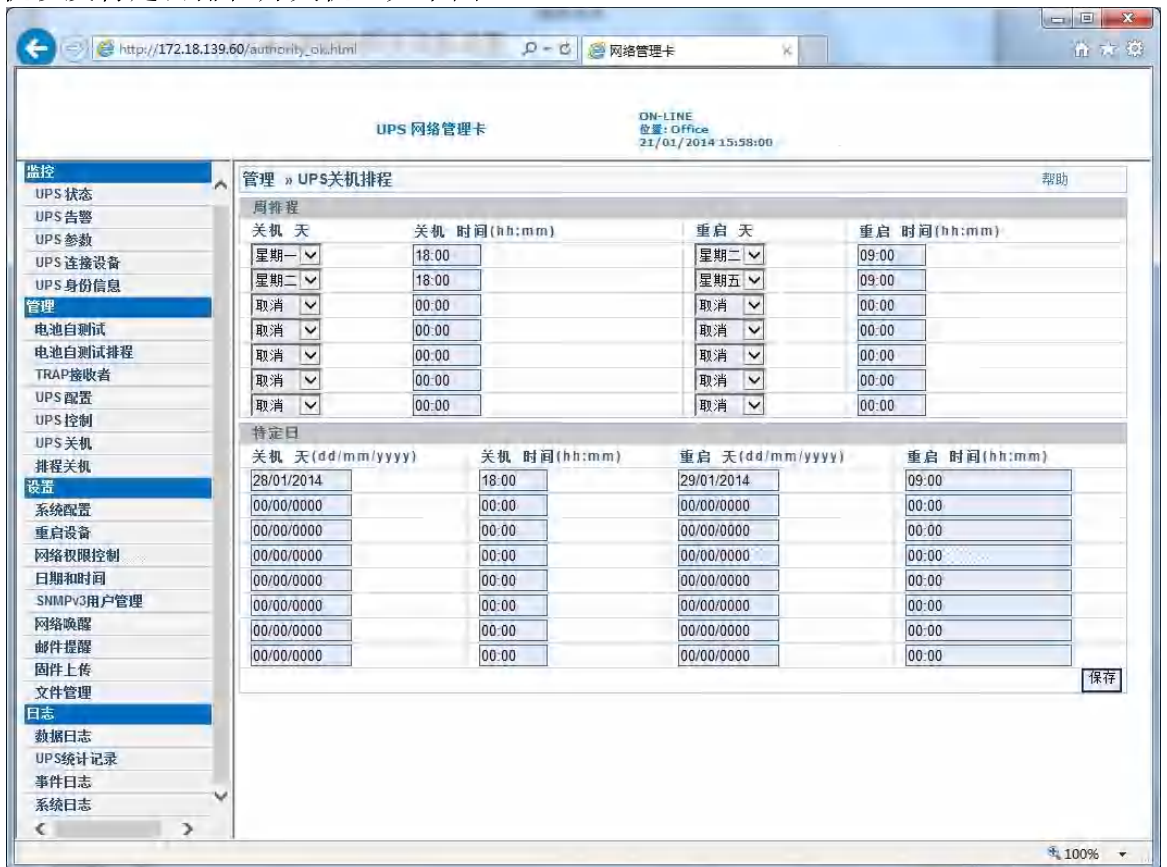 http://172.18.139.60/authority_ok.html
网络管理卡
UPS 网络管理卡
ON-LINE
位置: Office
21/01/2014 15:58:00
监控
UPS 状态
UPS 告警
UPS 参数
UPS 连接设备
UPS 身份信息
管理
电池自测试
电池自测试排程
TRAP接收者
UPS 配置
UPS 控制
UPS 关机
排程关机
设置
系统配置
重启设备
网络权限控制
日期和时间
SNMPv3用户管理
网络唤醒
邮件提醒
固件上传
文件管理
日志
数据日志
UPS统计记录
事件日志
系统日志
管理 » UPS关机排程 帮助
周排程
关机 天 关机 时间(hh:mm) 重启 天 重启 时间(hh:mm)
星期一 18:00 星期二 09:00
星期二 18:00 星期五 09:00
取消 00:00 取消 00:00
取消 00:00 取消 00:00
取消 00:00 取消 00:00
取消 00:00 取消 00:00
取消 00:00 取消 00:00
特定日
关机 天(dd/mm/yyyy) 关机 时间(hh:mm) 重启 天(dd/mm/yyyy) 重启 时间(hh:mm)
28/01/2014 18:00 29/01/2014 09:00
00/00/0000 00:00 00/00/0000 00:00
00/00/0000 00:00 00/00/0000 00:00
00/00/0000 00:00 00/00/0000 00:00
00/00/0000 00:00 00/00/0000 00:00
00/00/0000 00:00 00/00/0000 00:00
00/00/0000 00:00 00/00/0000 00:00
00/00/0000 00:00 00/00/0000 00:00
保存
100%